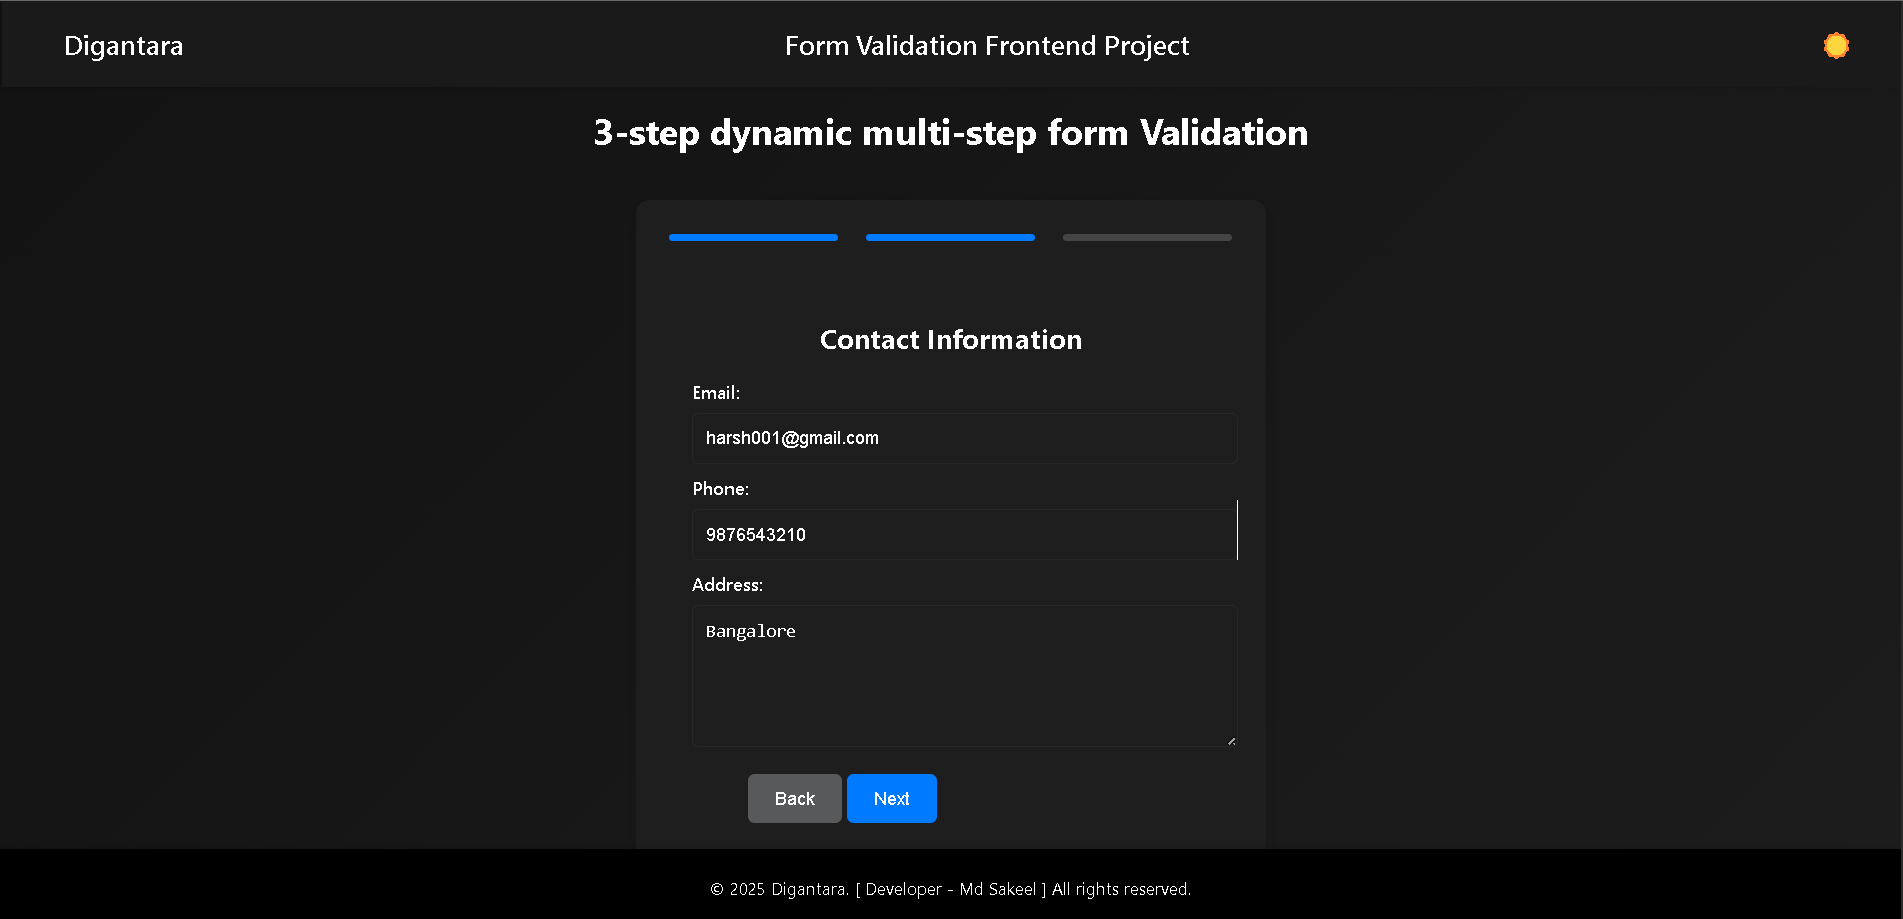 Digantara
Form Validation Frontend Project
3-step dynamic multi-step form Validation
Contact Information
Email:
harsh001@gmail.com
Phone:
9876543210
Address:
Bangalore
Back Next
© 2025 Digantara. [ Developer - Md Sakeel ] All rights reserved.